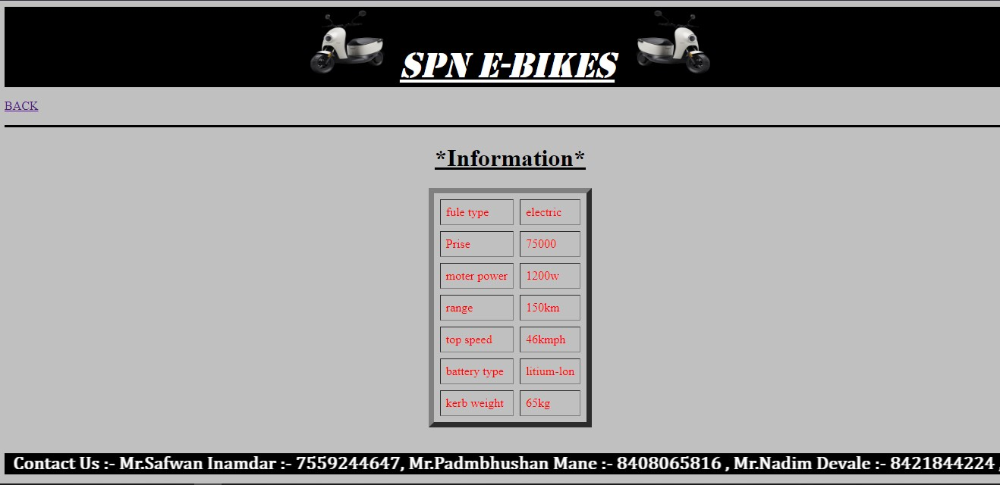 SPN E-BIKES
BACK
*Information*
fule type electric
Prise 75000
moter power 1200w
range 150km
top speed 46kmph
battery type litium-lon
kerb weight 65kg
Contact Us :- Mr.Safwan Inamdar :- 7559244647, Mr.Padmbhushan Mane :- 8408065816 , Mr.Nadim Devale :- 8421844224 ,